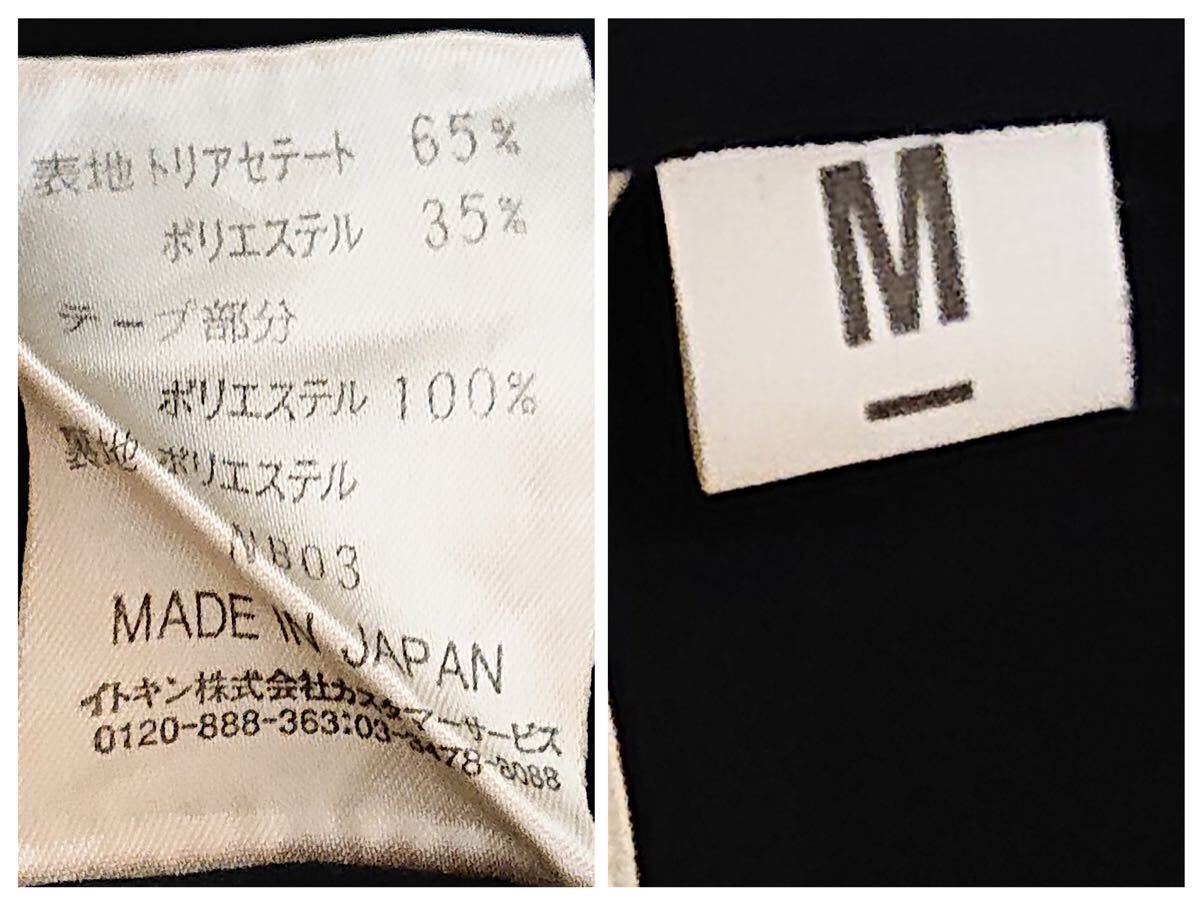 表地トリアセテート 65%
ポリエステル 35%
テープ部分
ポリエステル 100%
裏地 ポリエステル
NB03
MADE IN JAPAN
イトキン株式会社カスタマーサービス
0120-888-363:03-3478-8088
M